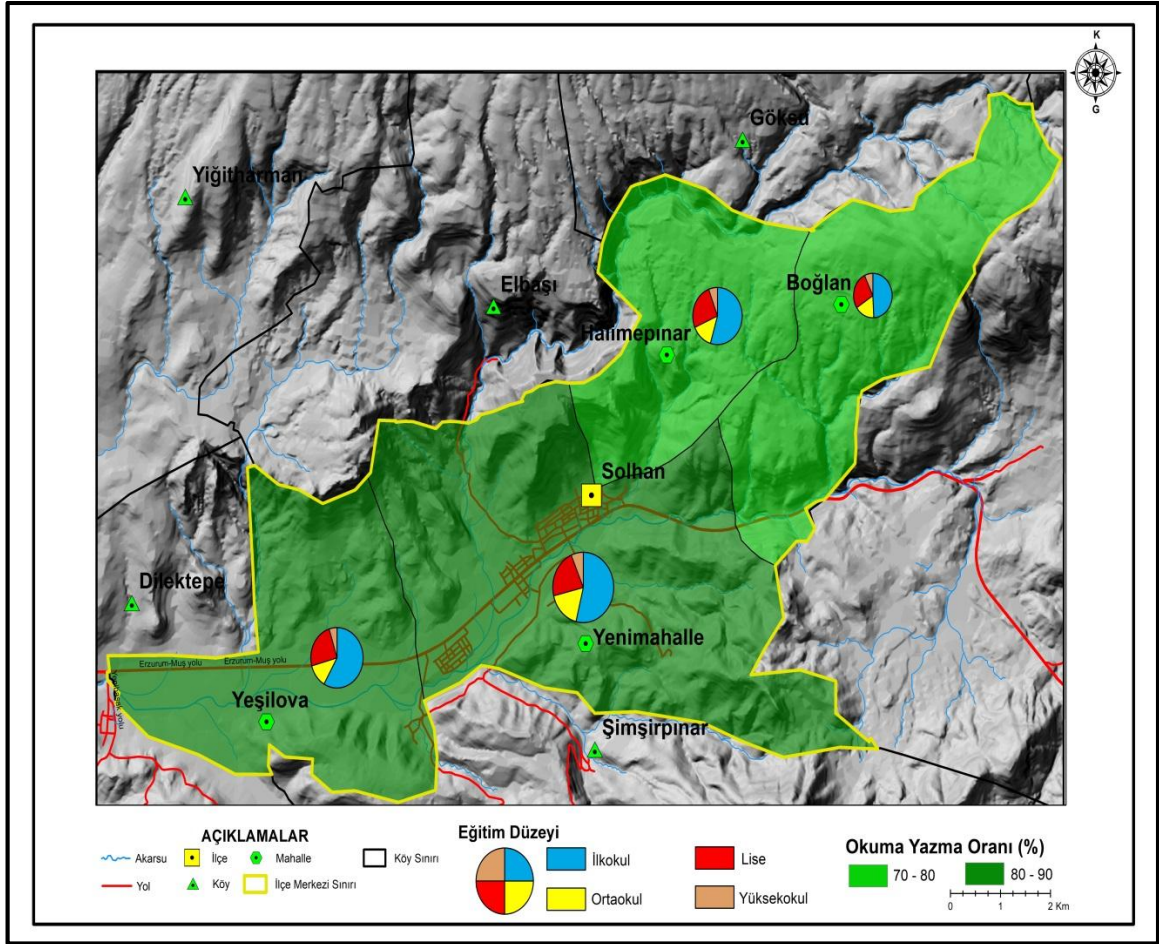 K
G
Göksu
Yiğitharman
Elbaşı
Boğlan
Halimepınar
Solhan
Dilektepe
Yenimahalle
Erzurum-Muş yolu
Erzurum-Muş yolu
Yeşilova
Şimşirpınar
AÇIKLAMALAR
Akarsu
İlçe
Mahalle
Köy Sınırı
Yol
Köy
İlçe Merkezi Sınırı
Eğitim Düzeyi
İlkokul
Lise
Ortaokul
Yüksekokul
Okuma Yazma Oranı (%)
70 - 80
80 - 90
0 1 2 Km